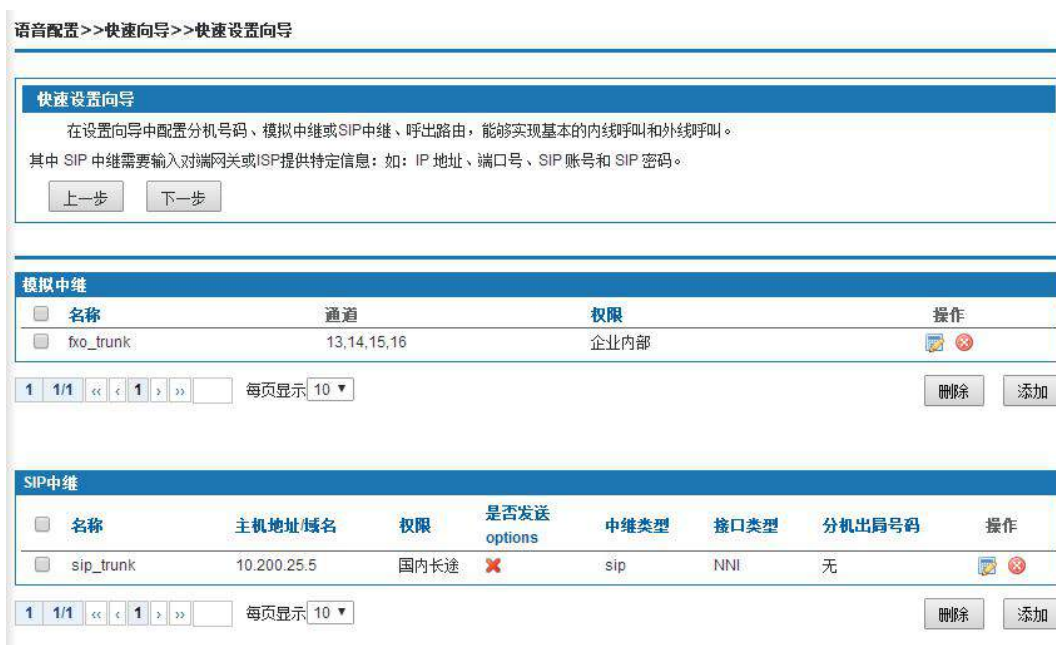 语音配置>>快速向导>>快速设置向导
快速设置向导
在设置向导中配置分机号码、模拟中继或SIP中继、呼出路由，能够实现基本的内线呼叫和外线呼叫。
其中 SIP 中继需要输入对端网关或ISP提供特定信息：如：IP 地址、端口号、SIP 账号和 SIP 密码。
上一步 下一步
模拟中继
名称 通道 权限 操作
fxo_trunk 13,14,15,16 企业内部
1 1/1 ‹‹ ‹ 1 › ›› 每页显示 10 ▼ 删除 添加
SIP中继
名称 主机地址/域名 权限 是否发送 options 中继类型 接口类型 分机出局号码 操作
sip_trunk 10.200.25.5 国内长途 sip NNI 无
1 1/1 ‹‹ ‹ 1 › ›› 每页显示 10 ▼ 删除 添加